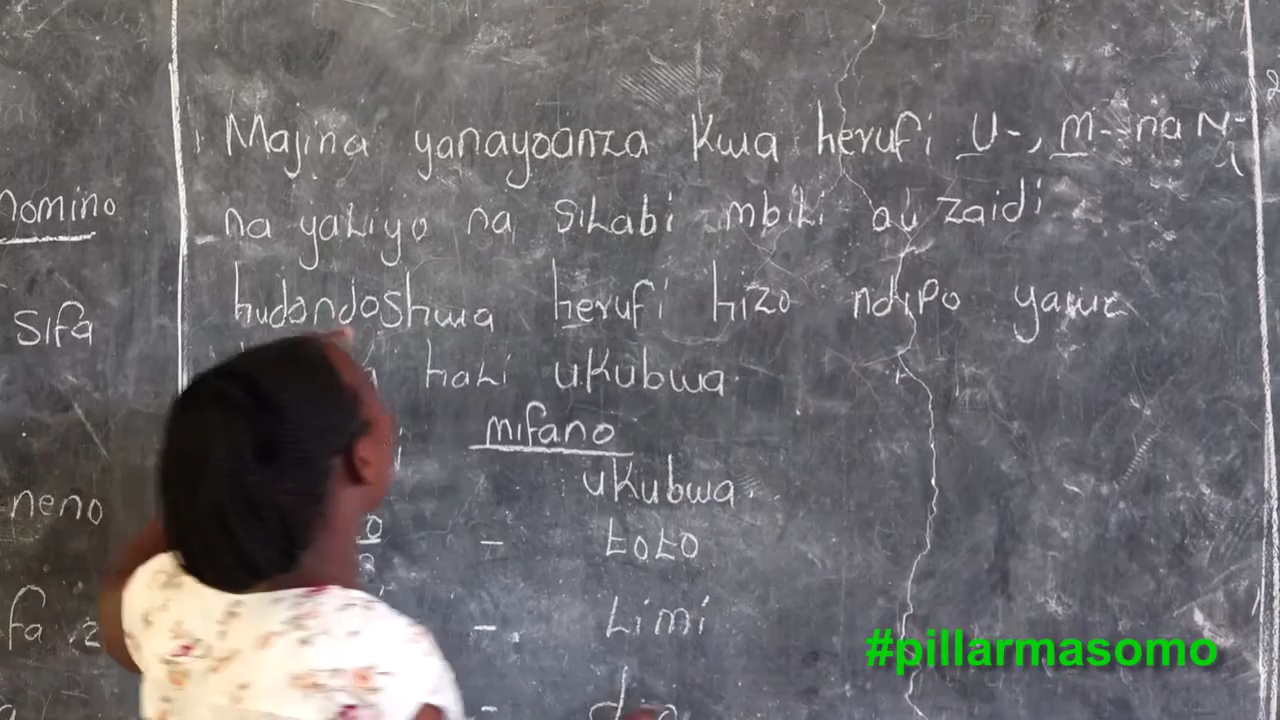 nomino
sifa
neno
Majina yanayoanza kwa herufi U-, M- na N-
na yaliyo na silabi mbili au zaidi
hudondoshwa herufi hizo ndipo yawe
hali ukubwa.
mifano
ukubwa.
- toto
- Limi
-
#pillarmasomo